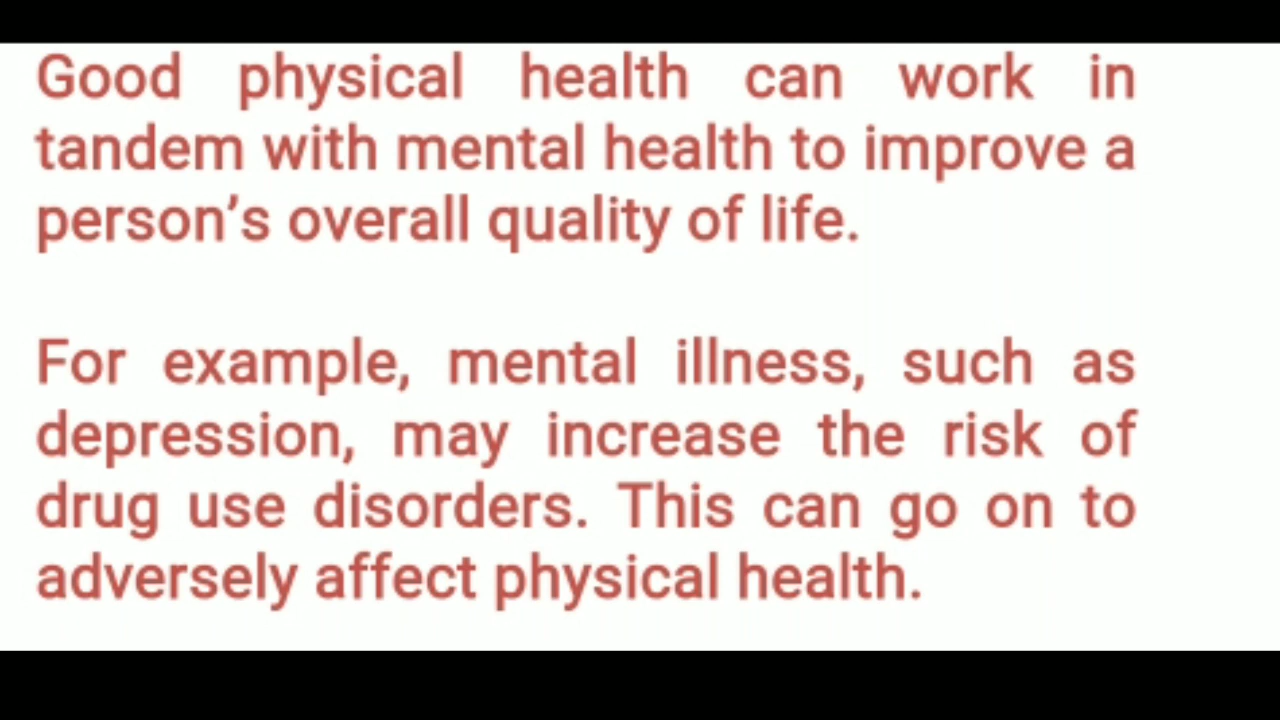 Good physical health can work in
tandem with mental health to improve a
person’s overall quality of life.
For example, mental illness, such as
depression, may increase the risk of
drug use disorders. This can go on to
adversely affect physical health.